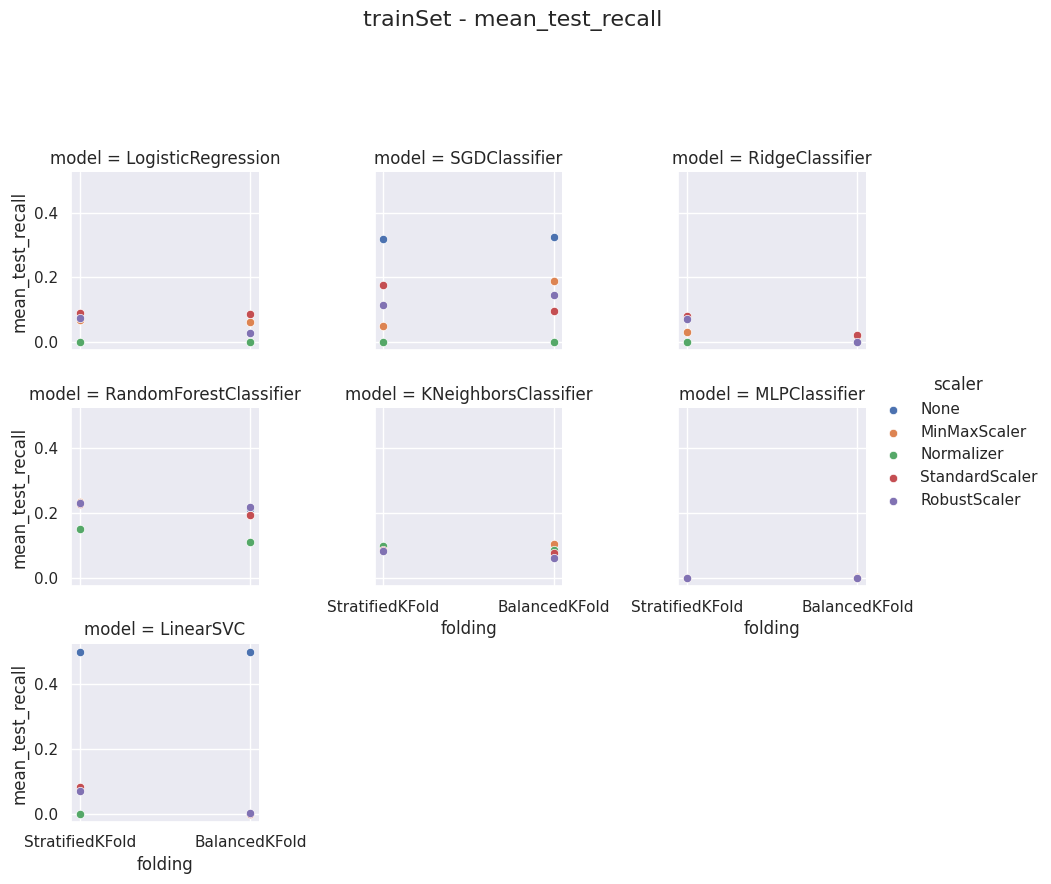 trainSet - mean_test_recall
model = LogisticRegression
model = SGDClassifier
model = RidgeClassifier
mean_test_recall
0.4
0.2
0.0
model = RandomForestClassifier
model = KNeighborsClassifier
model = MLPClassifier
mean_test_recall
0.4
0.2
0.0
StratifiedKFold
BalancedKFold
folding
StratifiedKFold
BalancedKFold
folding
model = LinearSVC
mean_test_recall
0.4
0.2
0.0
StratifiedKFold
BalancedKFold
folding
scaler
None
MinMaxScaler
Normalizer
StandardScaler
RobustScaler